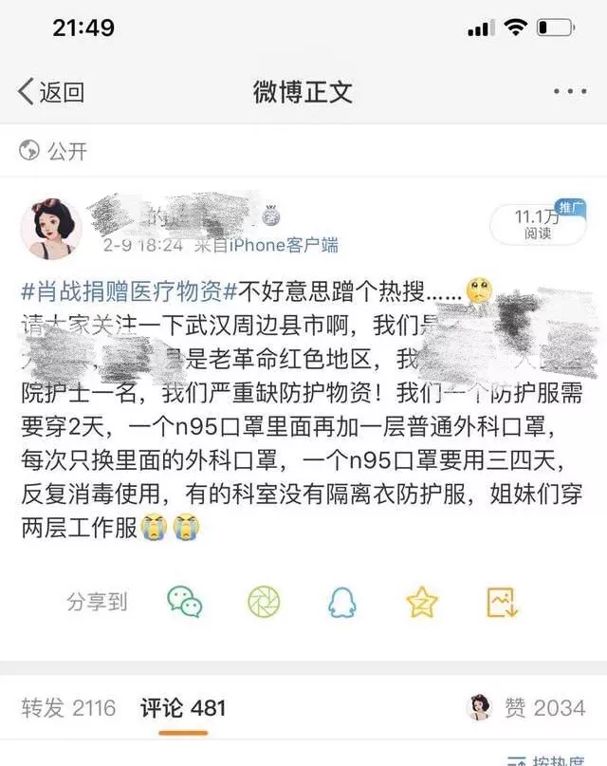 21:49
返回
微博正文
公开
的
2-9 18:24 来自iPhone客户端
11.1万
推广
阅读
#肖战捐赠医疗物资#不好意思蹭个热搜……
请大家关注一下武汉周边县市啊，我们是
县是老革命红色地区，我
院护士一名，我们严重缺防护物资！我们一个防护服需
要穿2天，一个n95口罩里面再加一层普通外科口罩，
每次只换里面的外科口罩，一个n95口罩要用三四天，
反复消毒使用，有的科室没有隔离衣防护服，姐妹们穿
两层工作服
分享到
转发 2116 评论 481 赞 2034
按热度